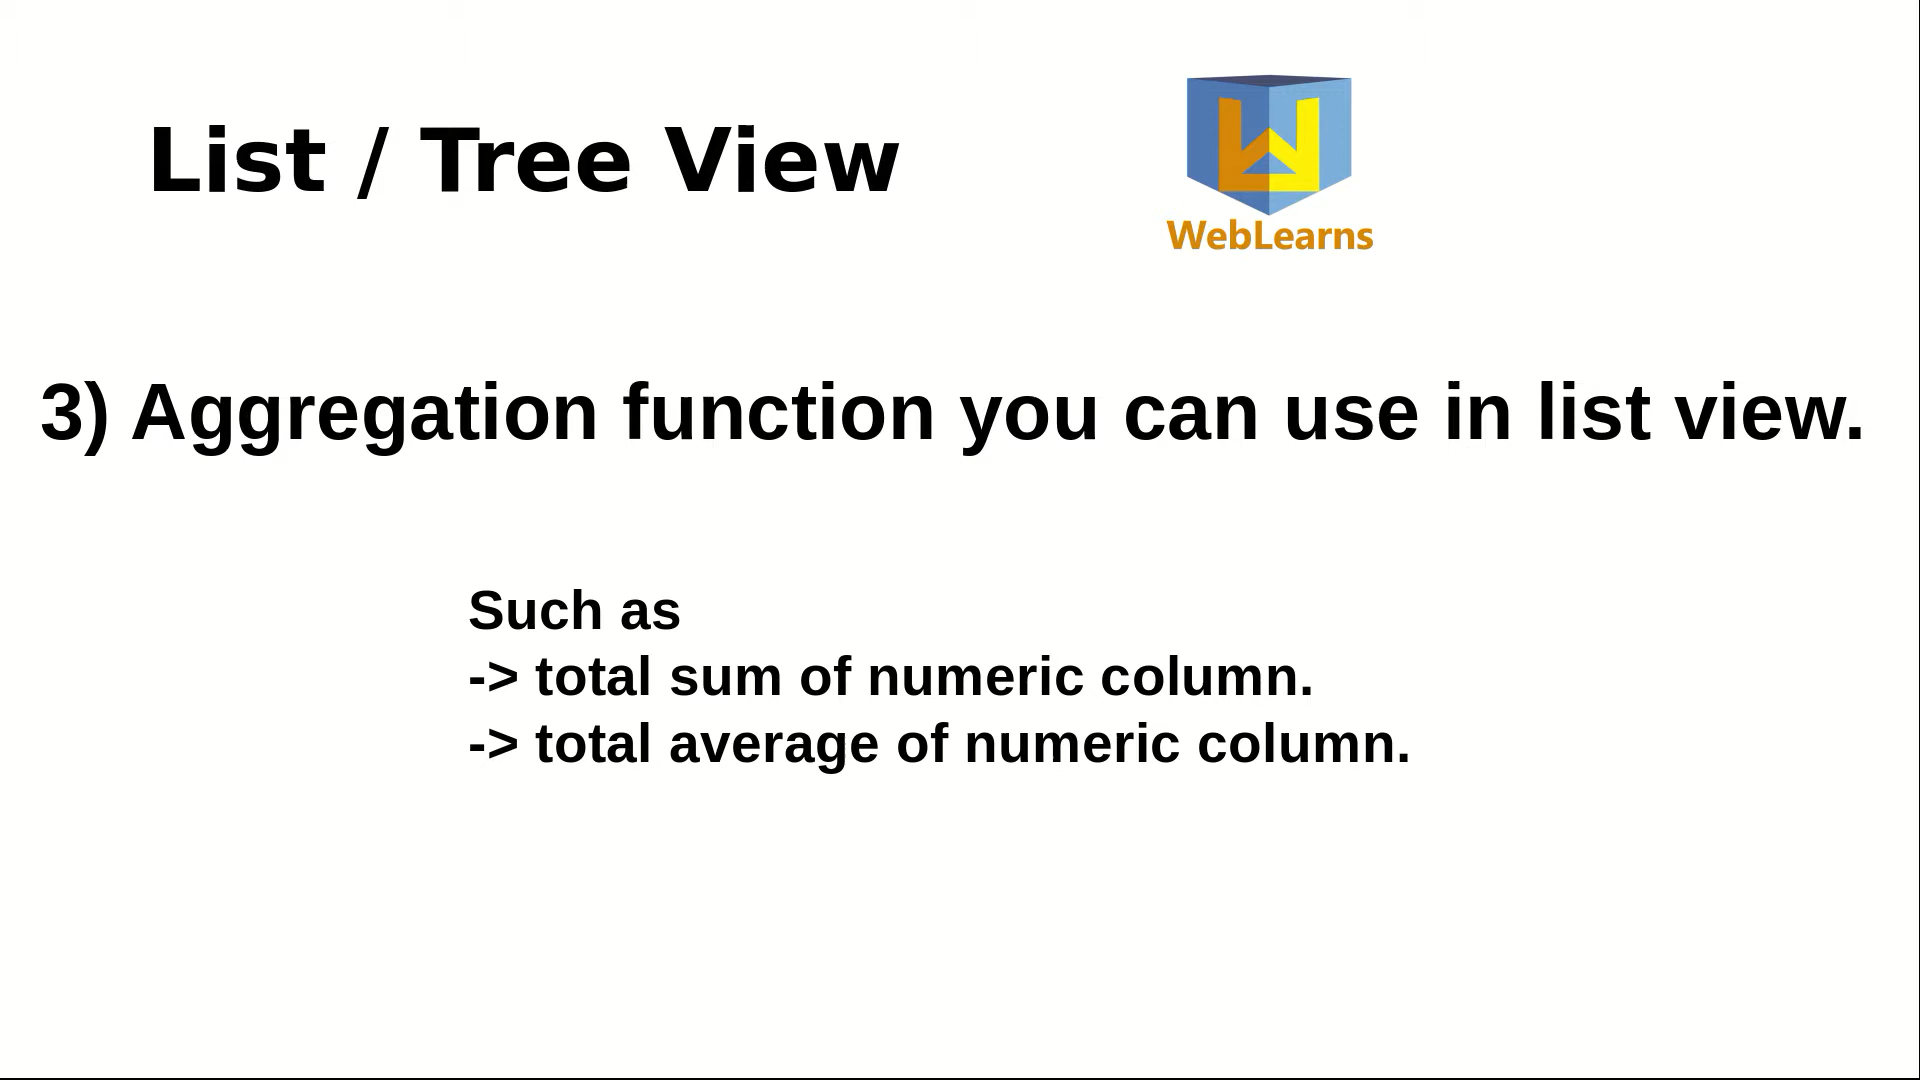 List / Tree View
WebLearns
3) Aggregation function you can use in list view.
Such as
-> total sum of numeric column.
-> total average of numeric column.